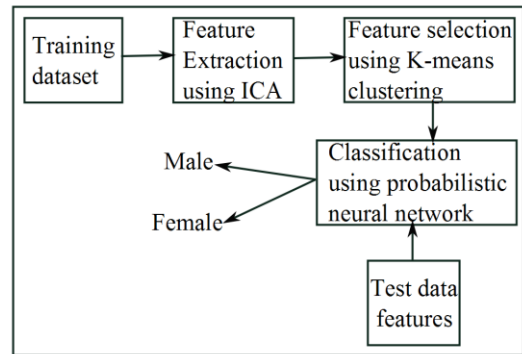 Training
dataset
Feature
Extraction
using ICA
Feature selection
using K-means
clustering
Classification
using probabilistic
neural network
Male
Female
Test data
features